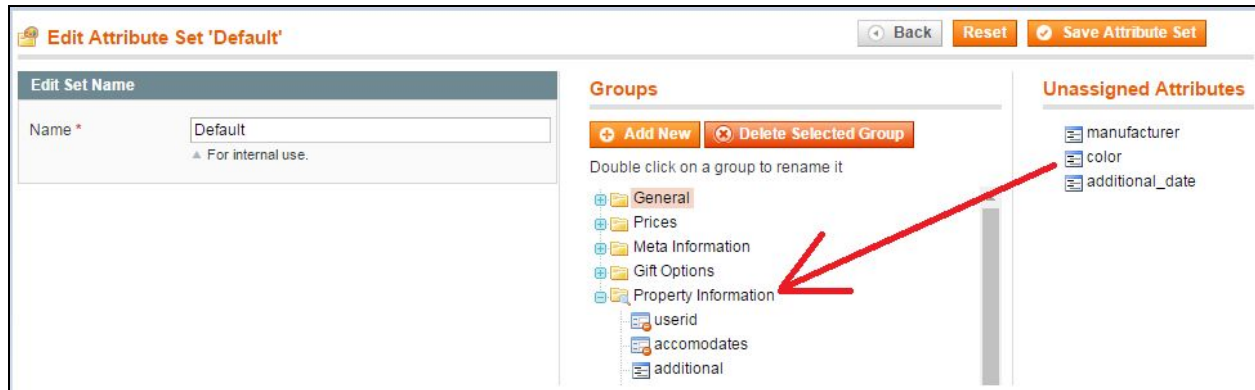 Edit Attribute Set 'Default'
Back
Reset
Save Attribute Set
Edit Set Name
Name *
Default
For internal use.
Groups
Add New
Delete Selected Group
Double click on a group to rename it
General
Prices
Meta Information
Gift Options
Property Information
userid
accomodates
additional
Unassigned Attributes
manufacturer
color
additional_date